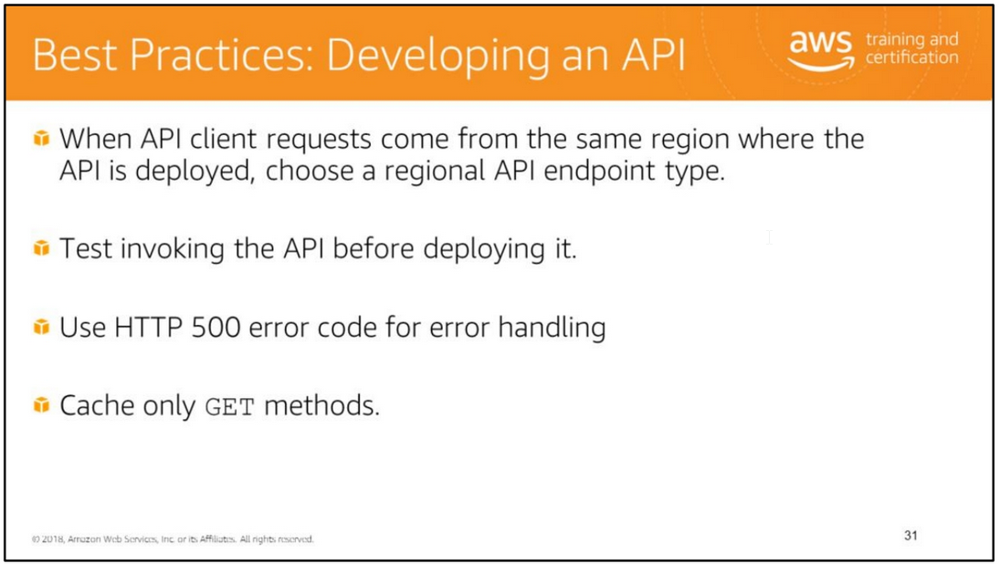 Best Practices: Developing an API
aws training and
certification
When API client requests come from the same region where the
API is deployed, choose a regional API endpoint type.
Test invoking the API before deploying it.
Use HTTP 500 error code for error handling
Cache only GET methods.
© 2018, Amazon Web Services, Inc. or its Affiliates. All rights reserved.
31